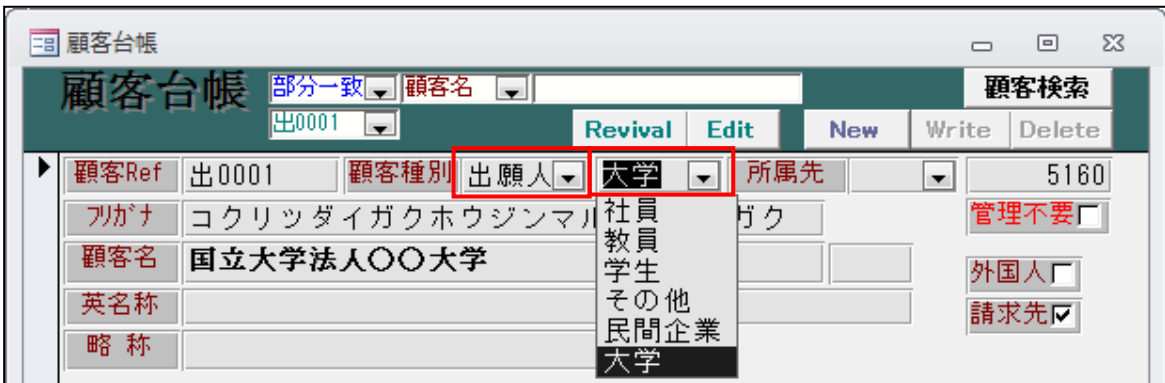 顧客台帳
顧客台帳 部分一致 顧客名 顧客検索
出0001 Revival Edit New Write Delete
顧客Ref 出0001 顧客種別 出願人 大学 所属先 5160
フリガナ コクリッダイガクホウジンマル ガク 管理不要
顧客名 国立大学法人〇〇大学 外国人
英名称 請求先
略 称
社員
教員
学生
その他
民間企業
大学